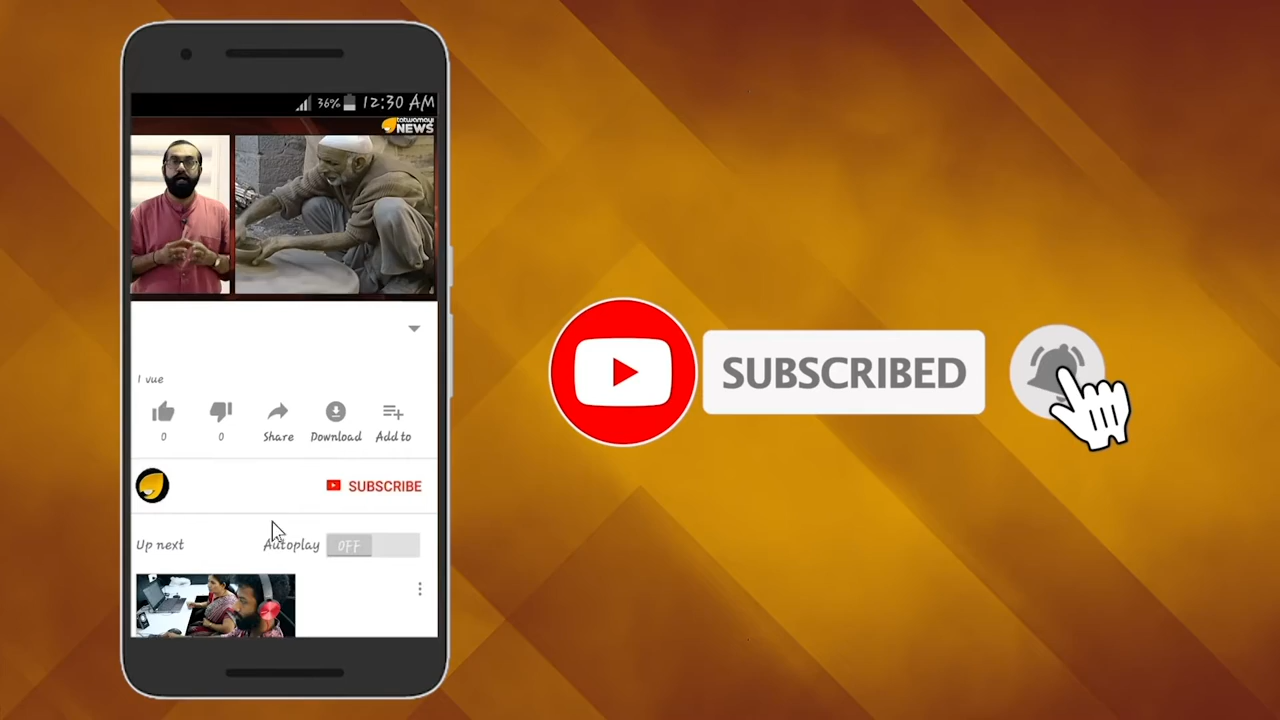 36% 12:30 AM
tatwamayi
NEWS
1 vue
0
0
Share
Download
Add to
SUBSCRIBE
Up next
Autoplay
OFF
SUBSCRIBED